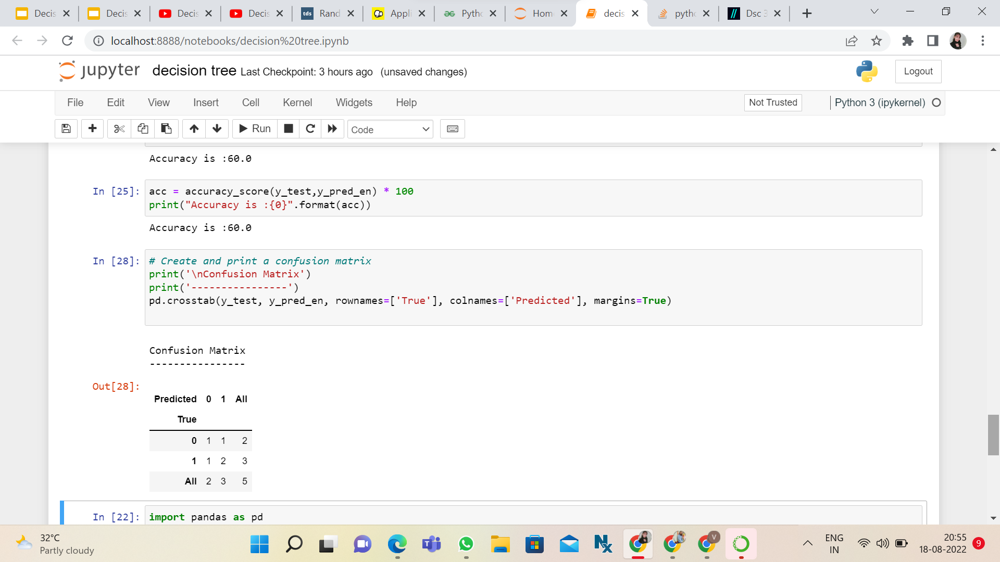 Decis
Decis
Decis
Decis
tds Rand
Appli
Pytho
Hom
decis
pytho
Dsc 3
localhost:8888/notebooks/decision%20tree.ipynb
jupyter decision tree Last Checkpoint: 3 hours ago (unsaved changes)
Logout
File Edit View Insert Cell Kernel Widgets Help
Not Trusted
Python 3 (ipykernel)
Run
Code
Accuracy is :60.0
In [25]: acc = accuracy_score(y_test,y_pred_en) * 100
print("Accuracy is :{0}".format(acc))
Accuracy is :60.0
In [28]: # Create and print a confusion matrix
print('\nConfusion Matrix')
print('----------------')
pd.crosstab(y_test, y_pred_en, rownames=['True'], colnames=['Predicted'], margins=True)
Confusion Matrix
----------------
Out[28]:
Predicted 0 1 All
True
0 1 1 2
1 1 2 3
All 2 3 5
In [22]: import pandas as pd
32°C
Partly cloudy
V
ENG
IN
20:55
18-08-2022
9